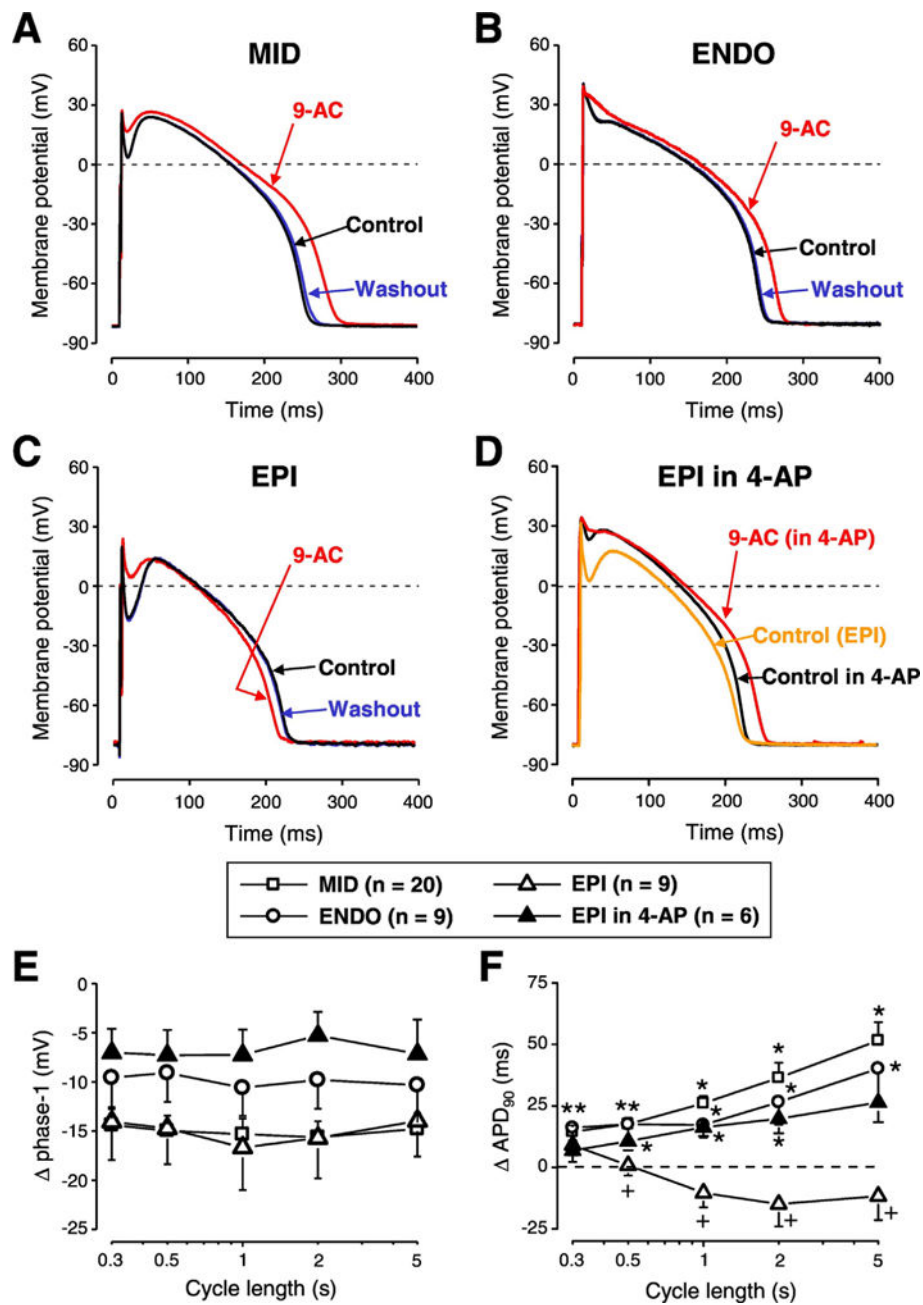 A
MID
60
30
0
-30
-60
-90
Membrane potential (mV)
9-AC
Control
Washout
0 100 200 300 400
Time (ms)
B
ENDO
60
30
0
-30
-60
-90
Membrane potential (mV)
9-AC
Control
Washout
0 100 200 300 400
Time (ms)
C
EPI
60
30
0
-30
-60
-90
Membrane potential (mV)
9-AC
Control
Washout
0 100 200 300 400
Time (ms)
D
EPI in 4-AP
60
30
0
-30
-60
-90
Membrane potential (mV)
9-AC (in 4-AP)
Control (EPI)
Control in 4-AP
0 100 200 300 400
Time (ms)
MID (n = 20)
EPI (n = 9)
ENDO (n = 9)
EPI in 4-AP (n = 6)
E
0
-5
-10
-15
-20
-25
Δ phase-1 (mV)
0.3 0.5 1 2 5
Cycle length (s)
F
75
50
25
0
-25
Δ APD90 (ms)
** ** * * *
* * *
* * *
+ + + +
0.3 0.5 1 2 5
Cycle length (s)